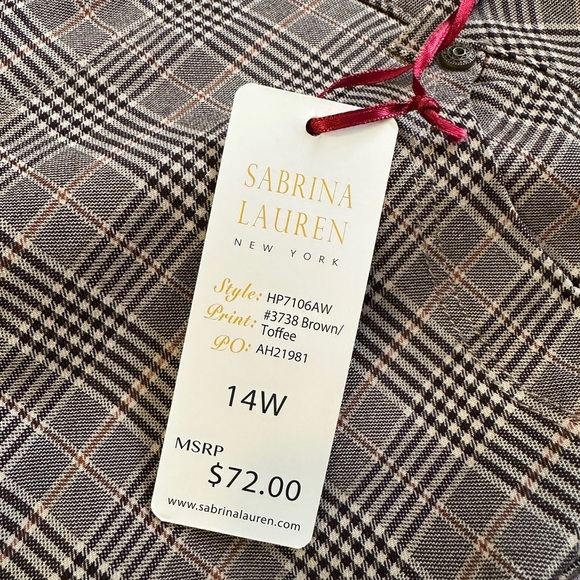 SABRINA
LAUREN
NEW YORK
Style: HP7106AW
Print: #3738 Brown/
Toffee
PO: AH21981
14W
MSRP
$72.00
www.sabrinalauren.com